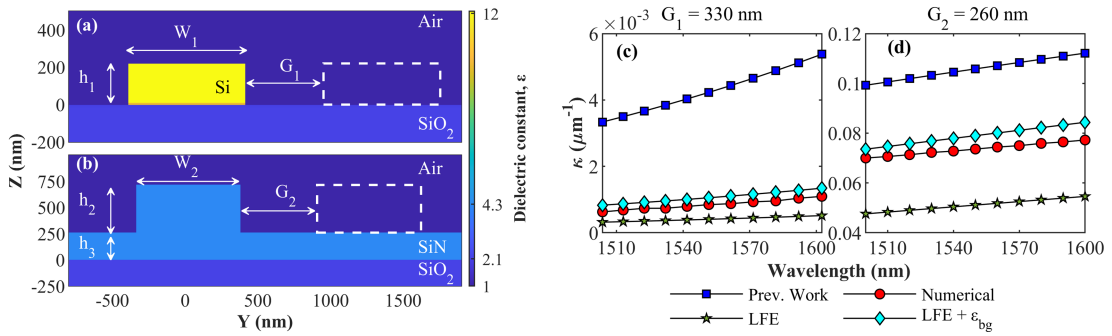 (a)
Air
W1
h1
Si
G1
SiO2
500
400
200
0
-200
Z (nm)
(b)
Air
W2
h2
G2
h3
SiN
SiO2
750
500
250
0
-250
-500 0 500 1000 1500
Y (nm)
12
4.3
2.1
1
Dielectric constant, ε
G1 = 330 nm
×10-3
(c)
6
4
2
0
κ (μm-1)
1510 1540 1570 1600
G2 = 260 nm
(d)
0.12
0.1
0.08
0.06
0.04
1510 1540 1570 1600
Wavelength (nm)
Prev. Work
Numerical
LFE
LFE + εbg